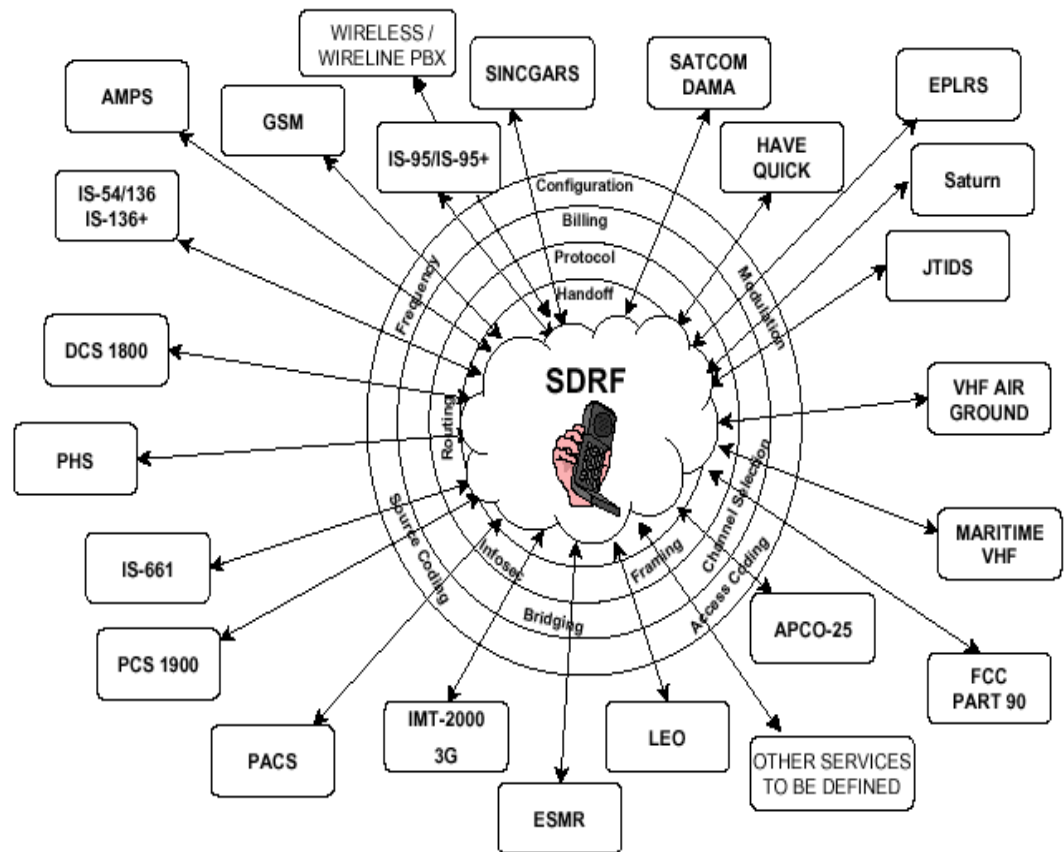 WIRELESS /
WIRELINE PBX
SINCGARS
SATCOM
DAMA
EPLRS
AMPS
GSM
IS-95/IS-95+
HAVE
QUICK
Saturn
IS-54/136
IS-136+
JTIDS
Configuration
Billing
Protocol
Handoff
Frequency
Modulation
SDRF
DCS 1800
VHF AIR
GROUND
Routing
PHS
Source Coding
Infosec
Bridging
Framing
Channel Selection
Access Coding
MARITIME
VHF
IS-661
APCO-25
PCS 1900
FCC
PART 90
PACS
IMT-2000
3G
LEO
OTHER SERVICES
TO BE DEFINED
ESMR